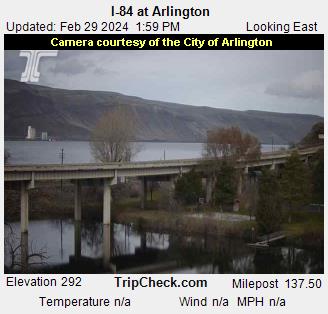 I-84 at Arlington
Updated: Feb 29 2024 1:59 PM Looking East
Camera courtesy of the City of Arlington
Elevation 292 TripCheck.com Milepost 137.50
Temperature n/a Wind n/a MPH n/a